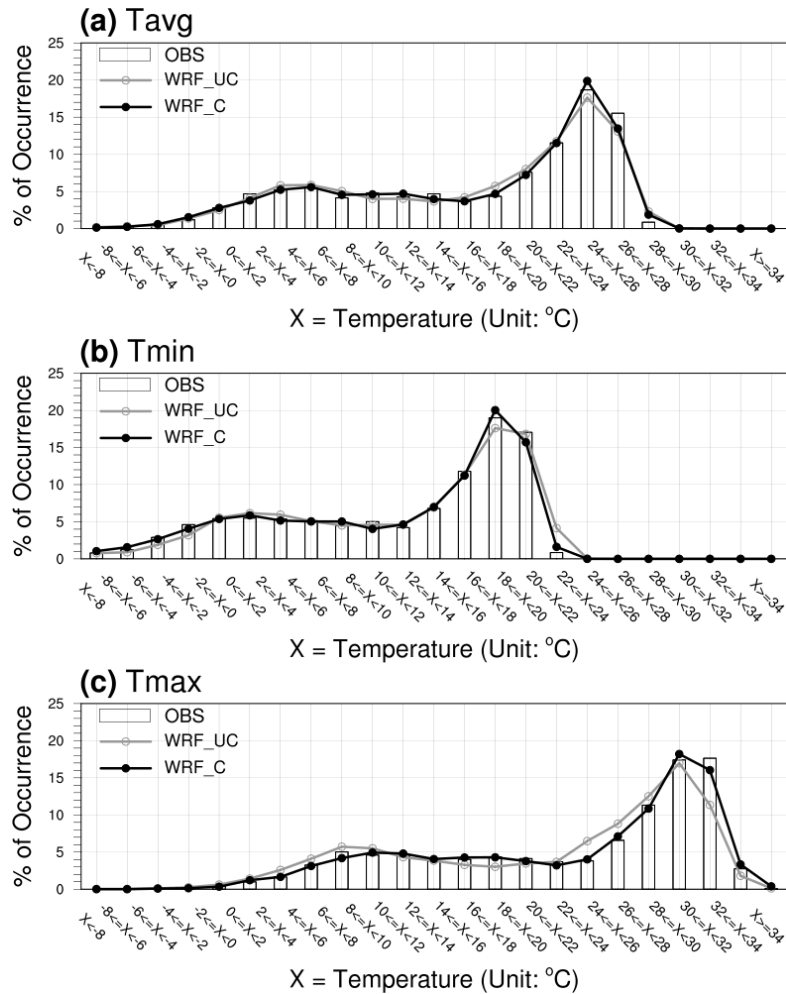 (a) Tavg
% of Occurrence
25
20
15
10
5
0
OBS
WRF_UC
WRF_C
X<-8
-8<=X<-6
-6<=X<-4
-4<=X<-2
-2<=X<0
0<=X<2
2<=X<4
4<=X<6
6<=X<8
8<=X<10
10<=X<12
12<=X<14
14<=X<16
16<=X<18
18<=X<20
20<=X<22
22<=X<24
24<=X<26
26<=X<28
28<=X<30
30<=X<32
32<=X<34
X>=34
X = Temperature (Unit: °C)
(b) Tmin
% of Occurrence
25
20
15
10
5
0
OBS
WRF_UC
WRF_C
X<-8
-8<=X<-6
-6<=X<-4
-4<=X<-2
-2<=X<0
0<=X<2
2<=X<4
4<=X<6
6<=X<8
8<=X<10
10<=X<12
12<=X<14
14<=X<16
16<=X<18
18<=X<20
20<=X<22
22<=X<24
24<=X<26
26<=X<28
28<=X<30
30<=X<32
32<=X<34
X>=34
X = Temperature (Unit: °C)
(c) Tmax
% of Occurrence
25
20
15
10
5
0
OBS
WRF_UC
WRF_C
X<-8
-8<=X<-6
-6<=X<-4
-4<=X<-2
-2<=X<0
0<=X<2
2<=X<4
4<=X<6
6<=X<8
8<=X<10
10<=X<12
12<=X<14
14<=X<16
16<=X<18
18<=X<20
20<=X<22
22<=X<24
24<=X<26
26<=X<28
28<=X<30
30<=X<32
32<=X<34
X>=34
X = Temperature (Unit: °C)